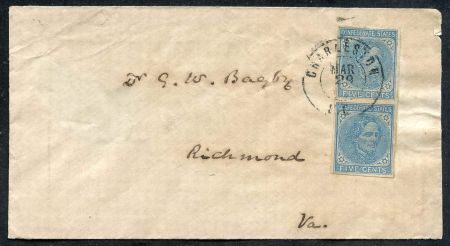 CONFEDERATE STATES
CHARLESTON
MAR
FIVE CENTS
CONFEDERATE STATES
FIVE CENTS
Dr G. W. Bagby
Richmond
Va.